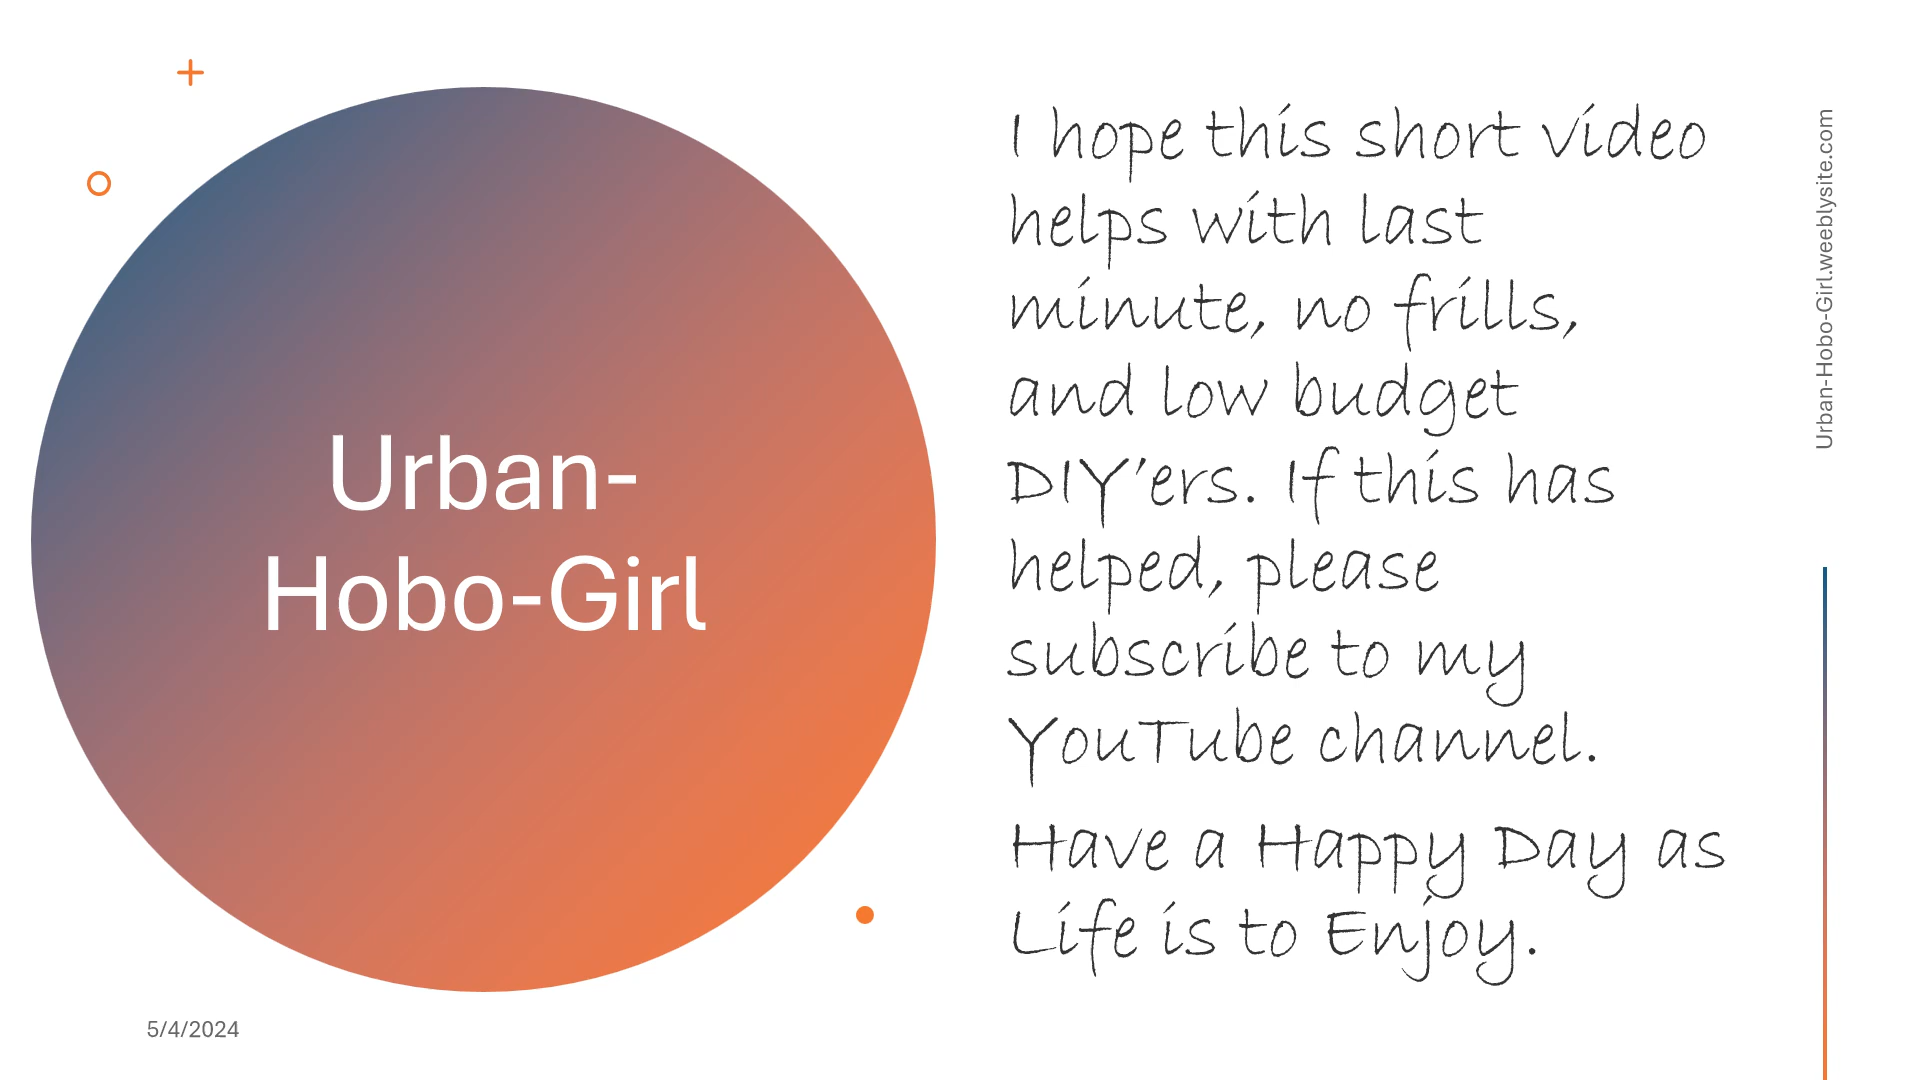 Urban-
Hobo-Girl
I hope this short video
helps with last
minute, no frills,
and low budget
DIY’ers. If this has
helped, please
subscribe to my
YouTube channel.
Have a Happy Day as
Life is to Enjoy.
Urban-Hobo-Girl.weeblysite.com
5/4/2024